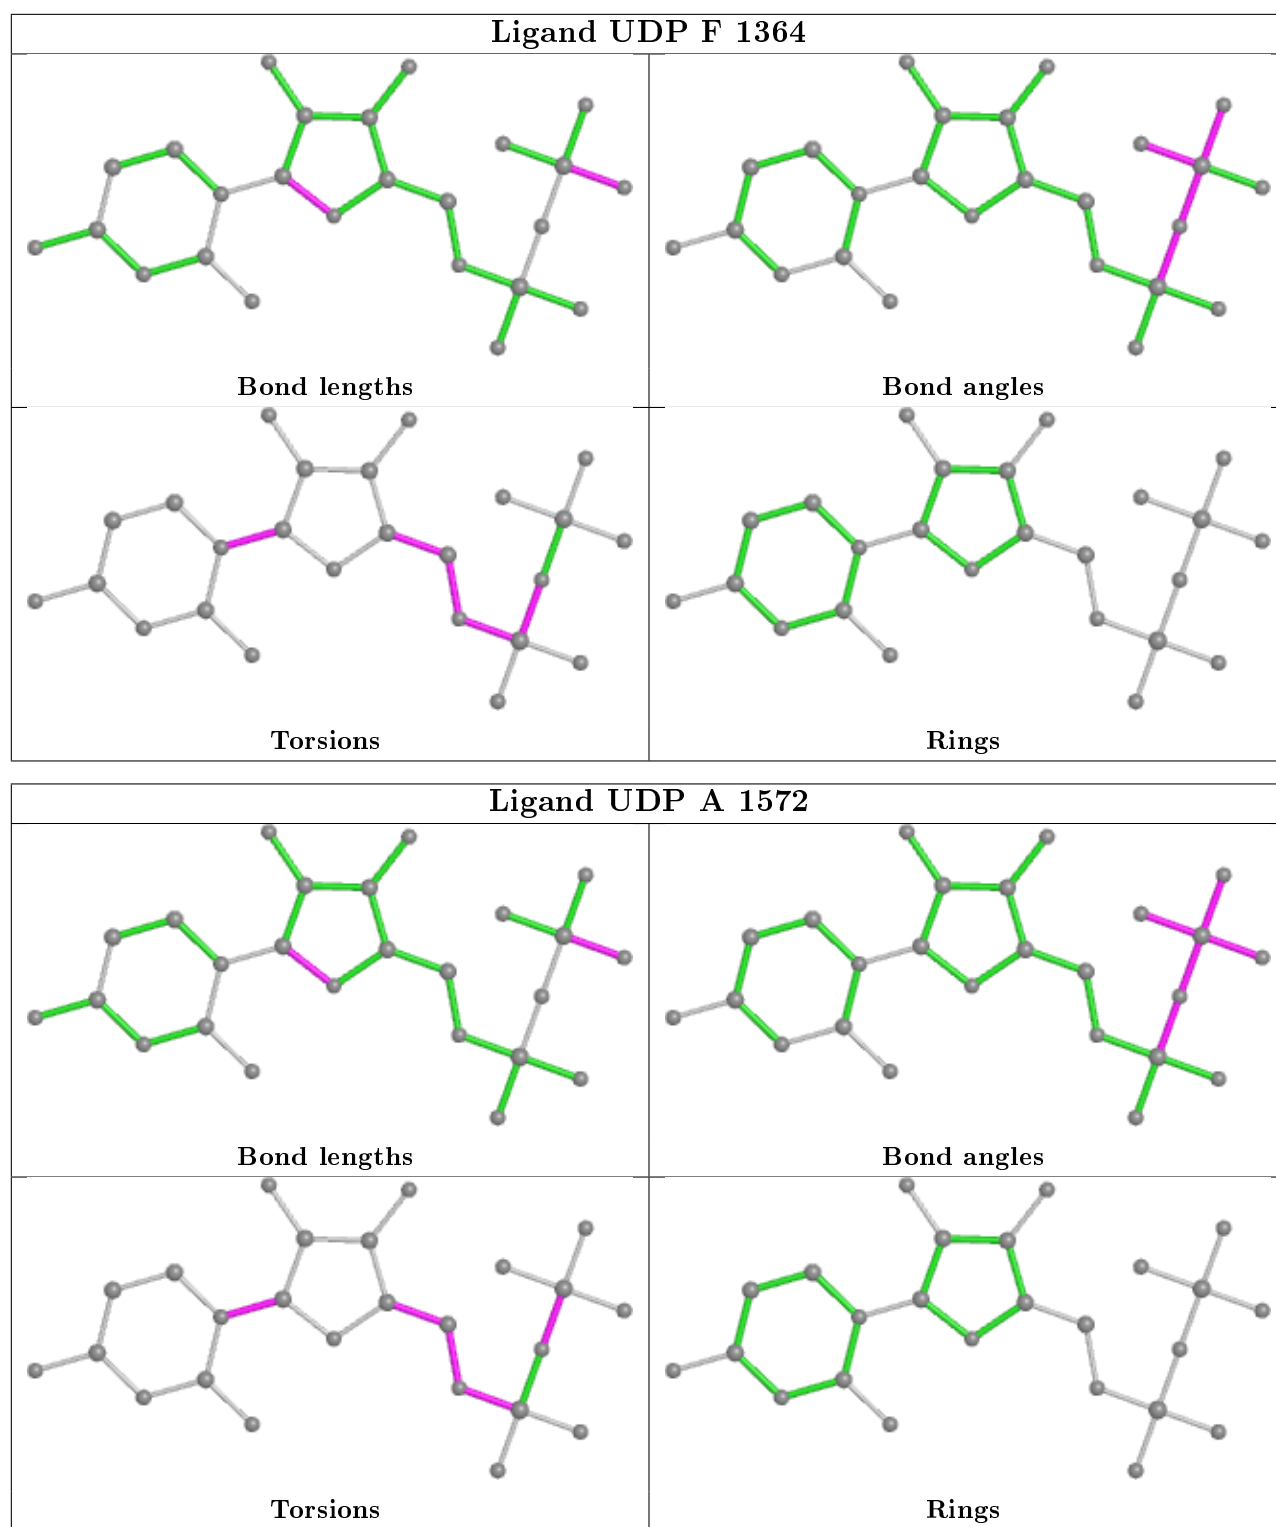 Ligand UDP F 1364
Bond lengths
Bond angles
Torsions
Rings
Ligand UDP A 1572
Bond lengths
Bond angles
Torsions
Rings